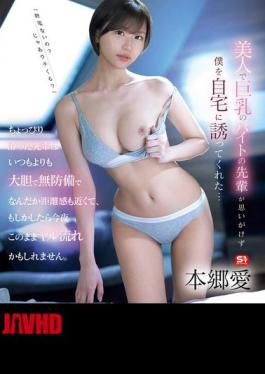 「終電ないの?
じゃあウチくる?」
美人で巨乳のバイトの先輩が思いがけず
僕を自宅に誘ってくれた…
ちょっぴり
酔った先輩は
いつもよりも
大胆で無防備で
なんだか距離感も近くて、
もしかしたら今夜、
このままヤル流れ
かもしれません。
S1
本郷愛
JAVHD